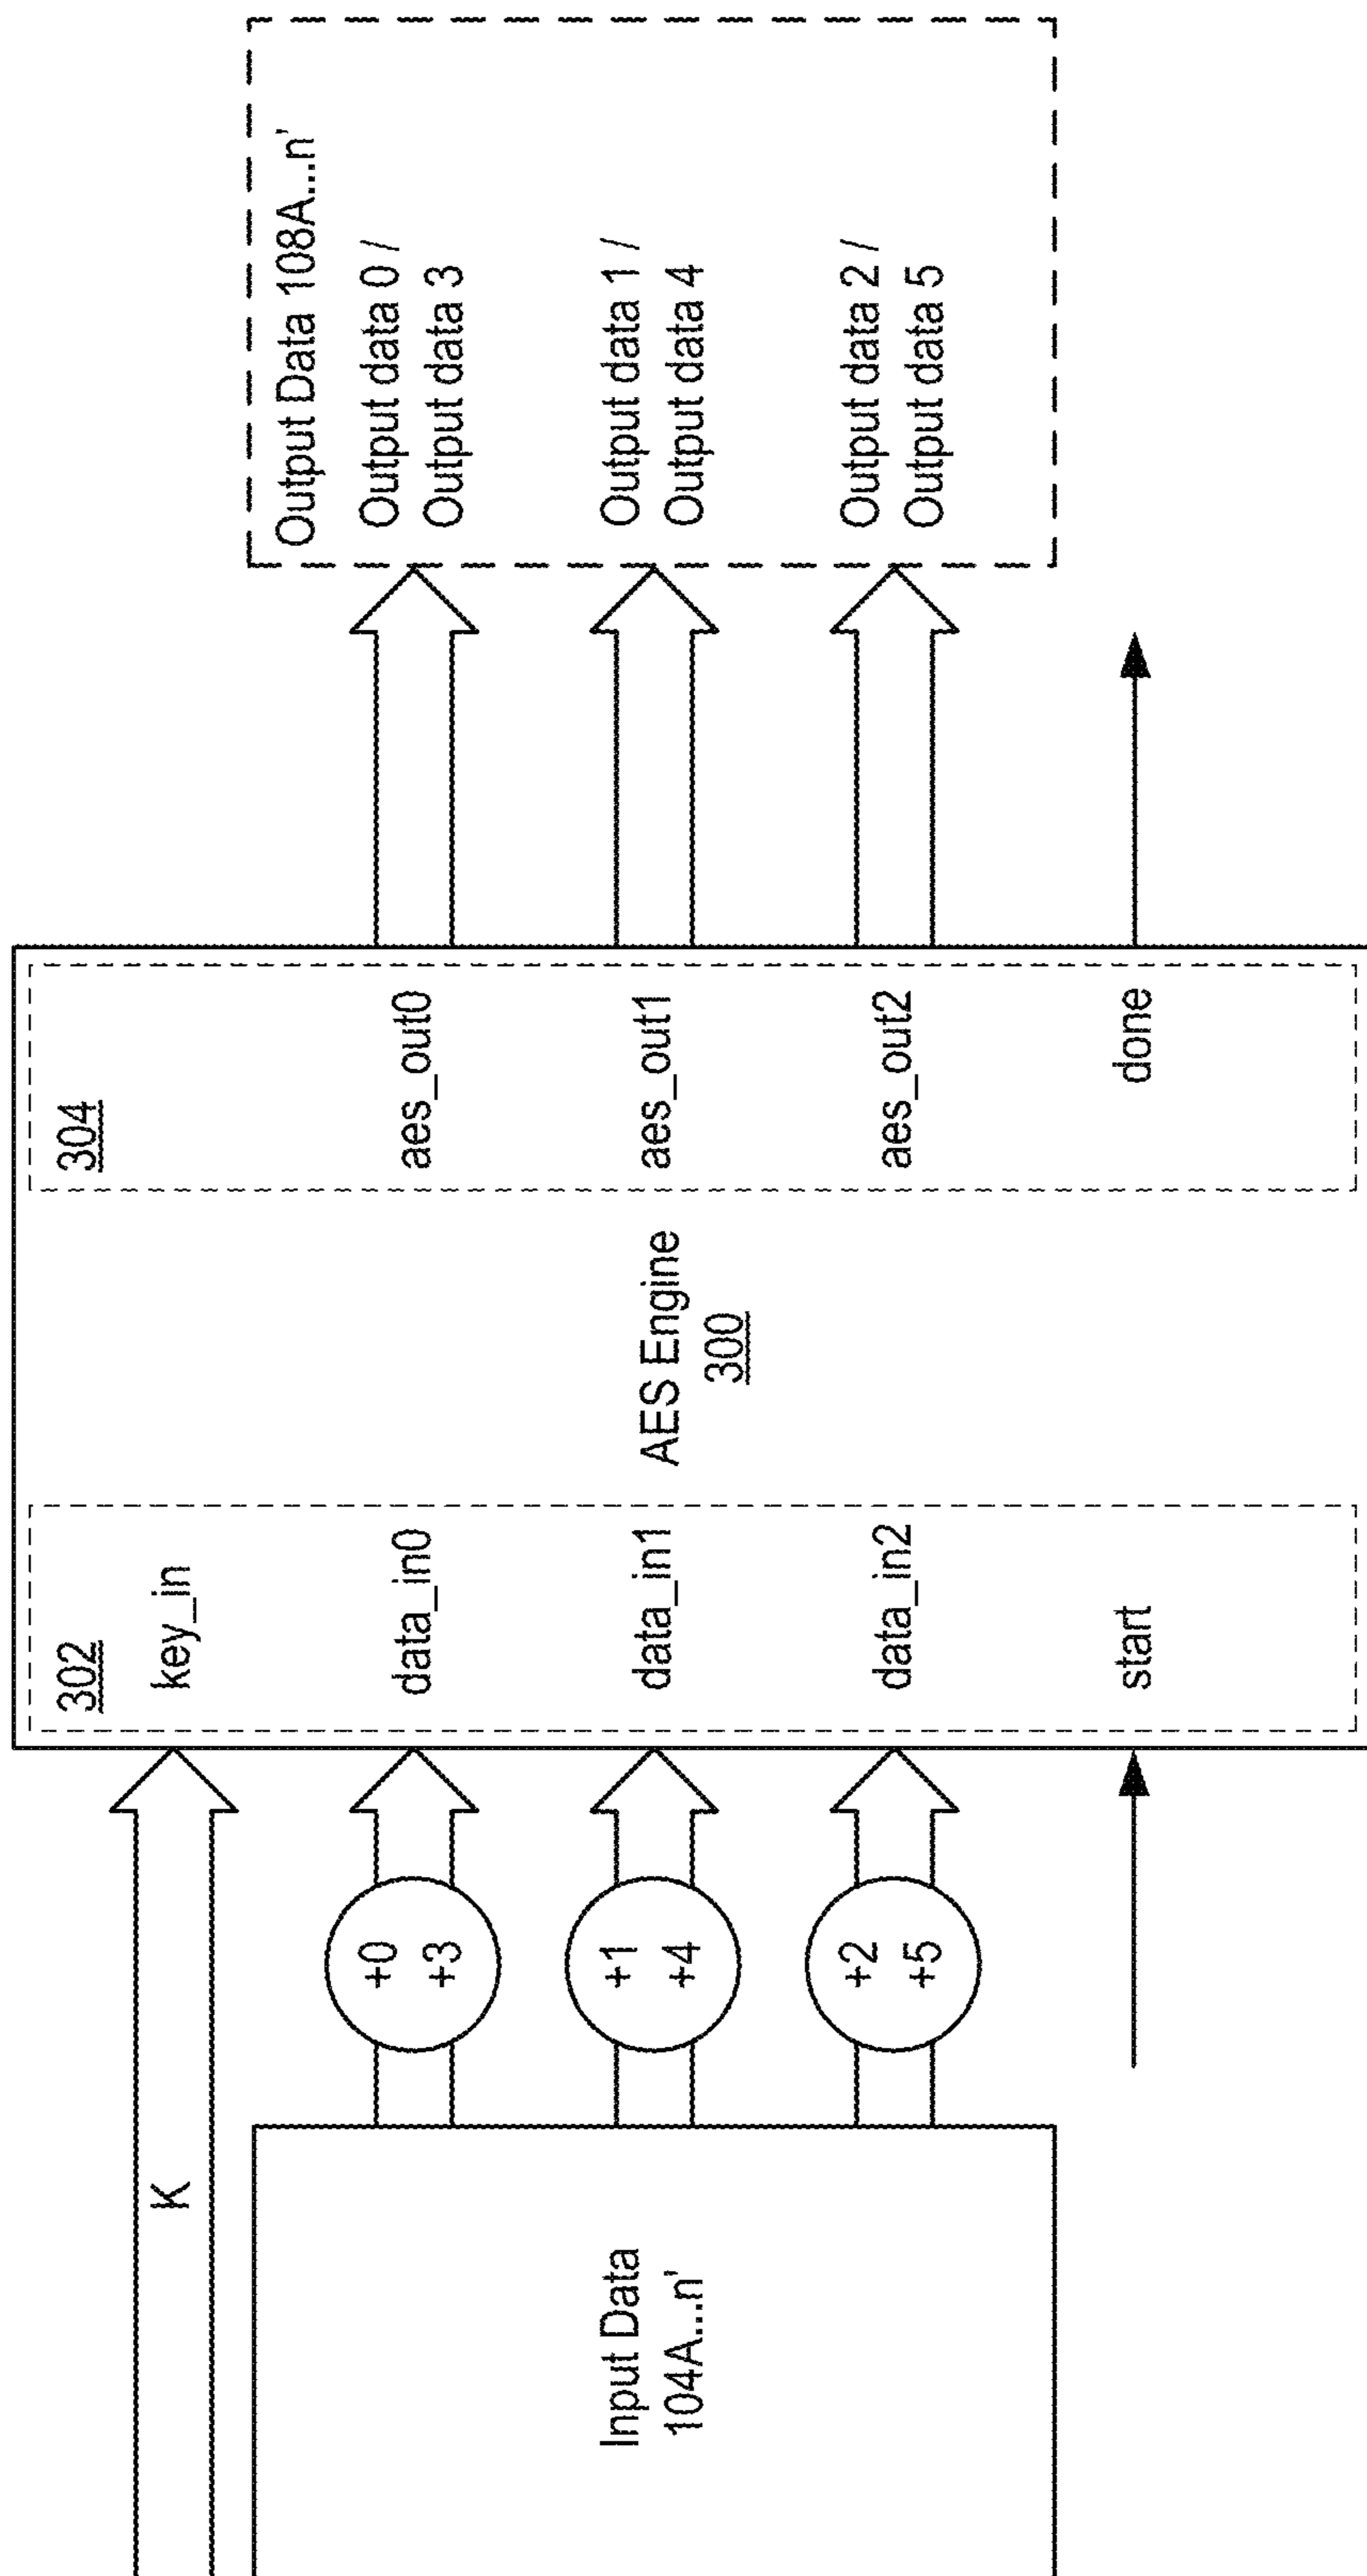 K
Input Data
104A...n'
+0
+3
+1
+4
+2
+5
302
key_in
data_in0
data_in1
data_in2
start
AES Engine
300
304
aes_out0
aes_out1
aes_out2
done
Output Data 108A...n'
Output data 0 /
Output data 3
Output data 1 /
Output data 4
Output data 2 /
Output data 5